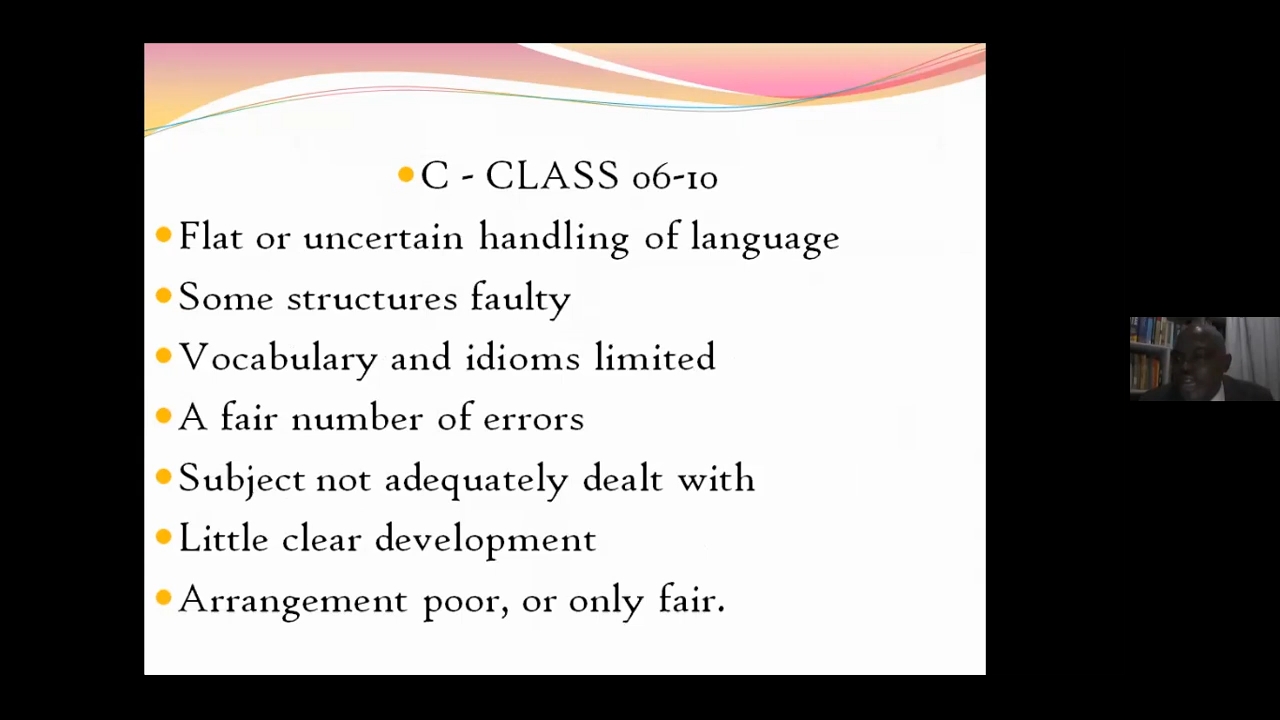 C - CLASS 06-10
Flat or uncertain handling of language
Some structures faulty
Vocabulary and idioms limited
A fair number of errors
Subject not adequately dealt with
Little clear development
Arrangement poor, or only fair.